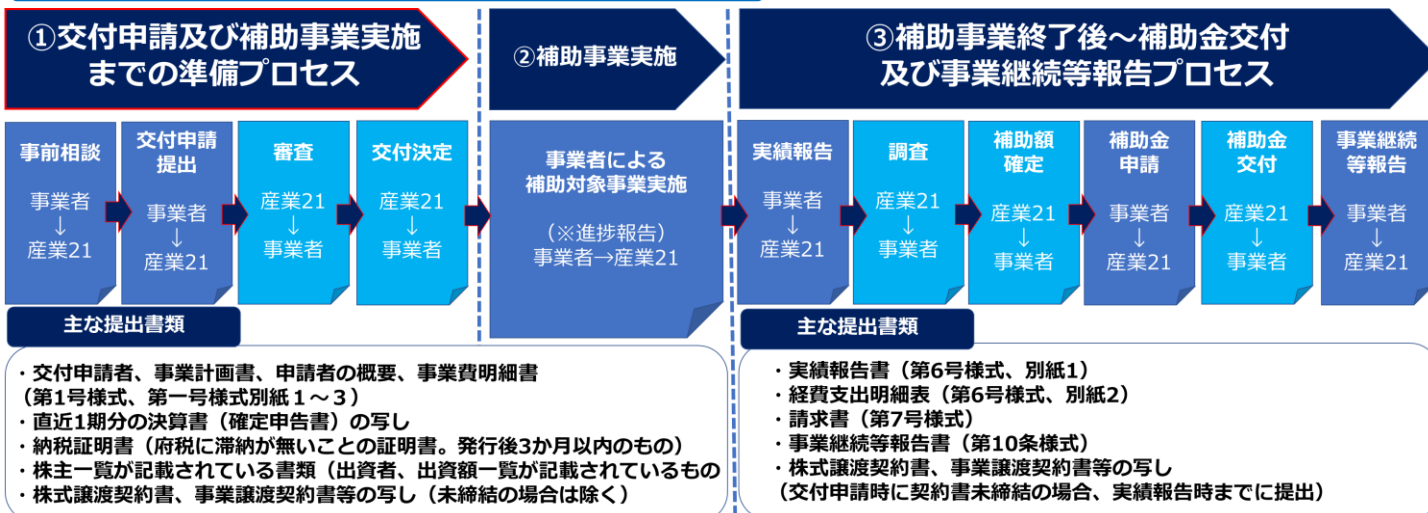 ①交付申請及び補助事業実施
までの準備プロセス
②補助事業実施
③補助事業終了後～補助金交付
及び事業継続等報告プロセス
事前相談
事業者
↓
産業21
交付申請
提出
事業者
↓
産業21
審査
産業21
↓
事業者
交付決定
産業21
↓
事業者
事業者による
補助対象事業実施
（※進捗報告）
事業者→産業21
実績報告
事業者
↓
産業21
調査
産業21
↓
事業者
補助額
確定
産業21
↓
事業者
補助金
申請
事業者
↓
産業21
補助金
交付
産業21
↓
事業者
事業継続
等報告
事業者
↓
産業21
主な提出書類
・交付申請者、事業計画書、申請者の概要、事業費明細書
（第1号様式、第一号様式別紙１～３）
・直近1期分の決算書（確定申告書）の写し
・納税証明書（府税に滞納が無いことの証明書。発行後3か月以内のもの）
・株主一覧が記載されている書類（出資者、出資額一覧が記載されているもの
・株式譲渡契約書、事業譲渡契約書等の写し（未締結の場合は除く）
主な提出書類
・実績報告書（第6号様式、別紙1）
・経費支出明細表（第6号様式、別紙2）
・請求書（第7号様式）
・事業継続等報告書（第10条様式）
・株式譲渡契約書、事業譲渡契約書等の写し
（交付申請時に契約書未締結の場合、実績報告時までに提出）